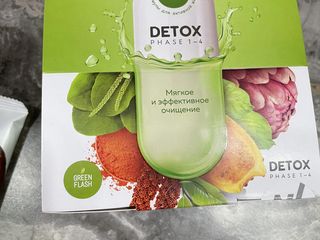 DETOX
PHASE 1-4
Мягкое
и эффективное
очищение
DETOX
PHASE 1-4
GREEN
FLASH